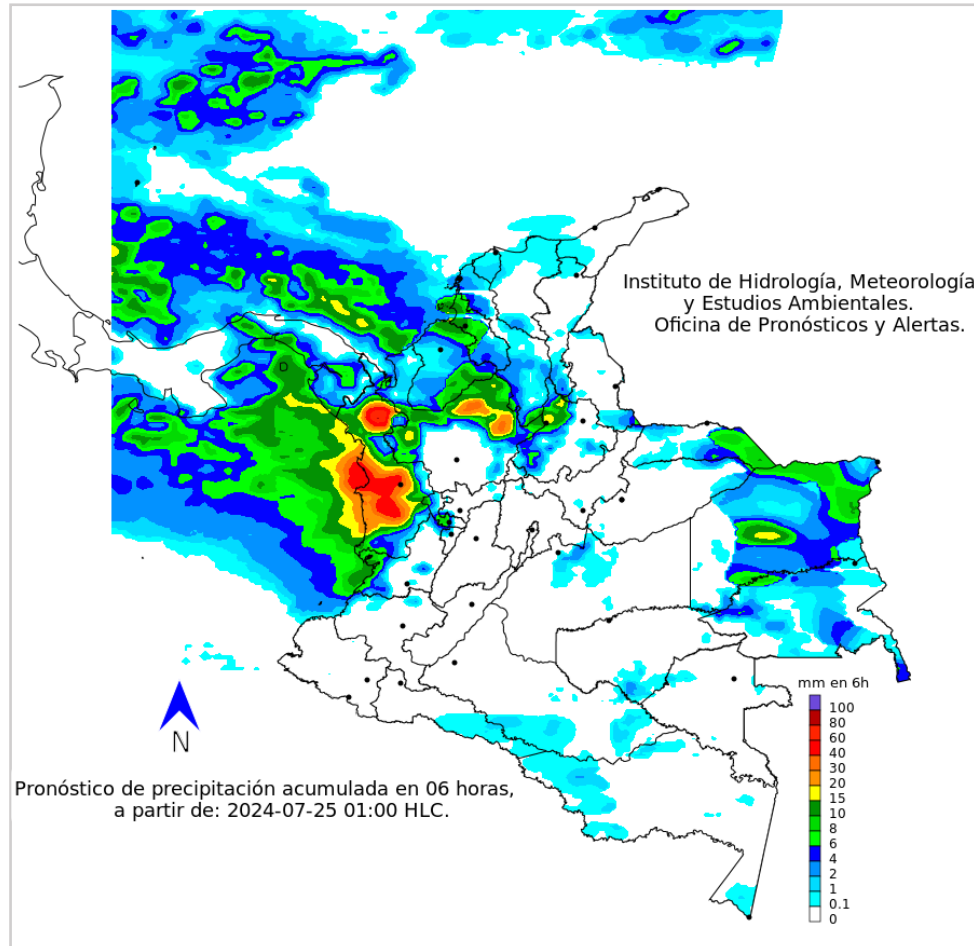 Instituto de Hidrología, Meteorología
y Estudios Ambientales.
Oficina de Pronósticos y Alertas.
mm en 6h
100
80
60
40
30
20
15
10
8
6
4
2
1
0.1
0
N
Pronóstico de precipitación acumulada en 06 horas,
a partir de: 2024-07-25 01:00 HLC.